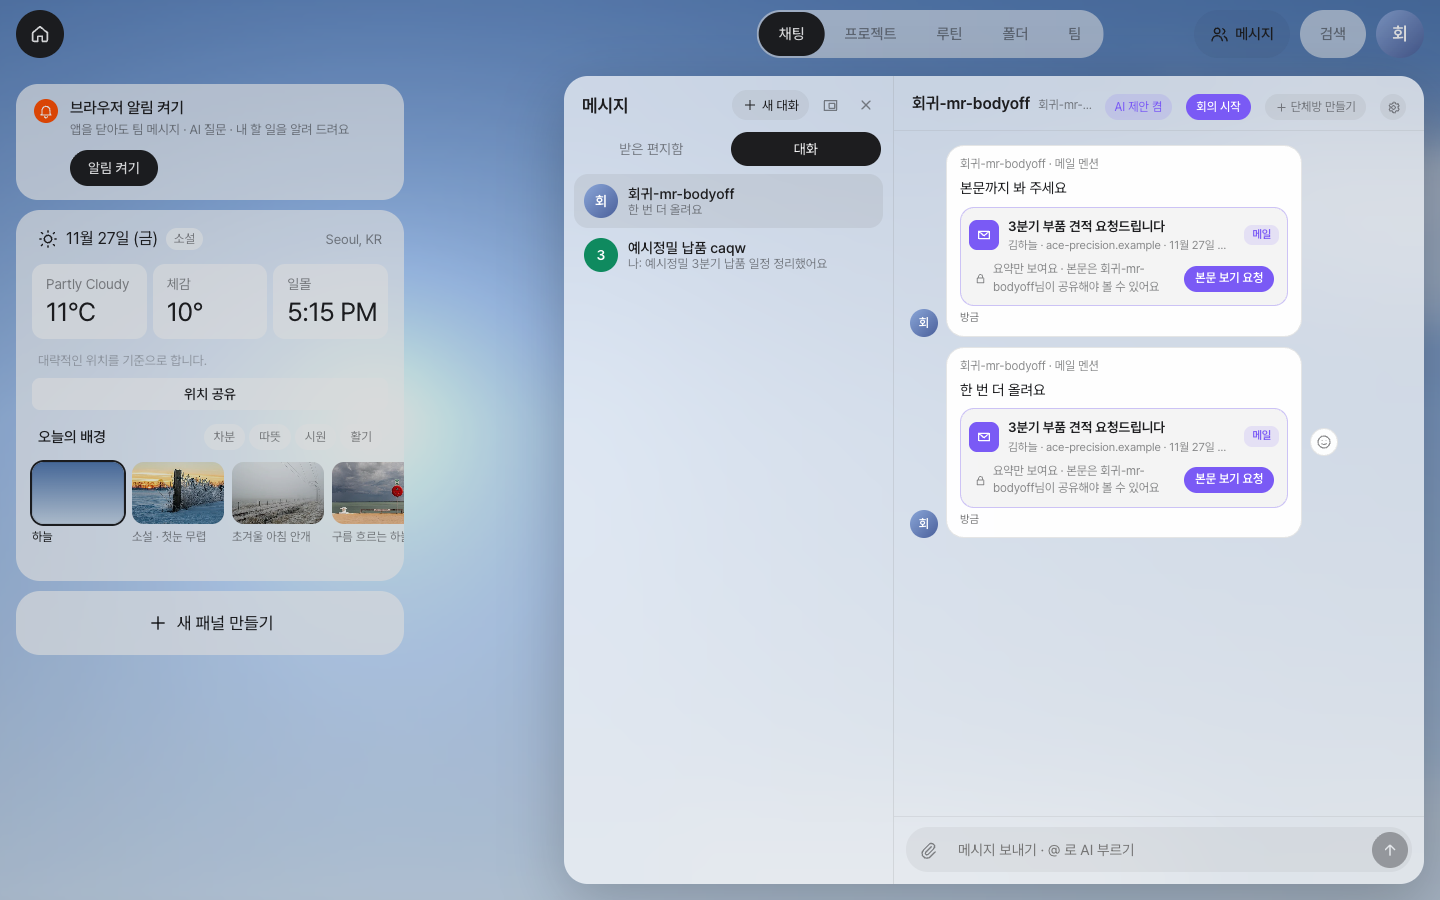 채팅
프로젝트
루틴
폴더
팀
메시지
검색
회
브라우저 알림 켜기
앱을 닫아도 팀 메시지 · AI 질문 · 내 할 일을 알려 드려요
알림 켜기
11월 27일 (금)
소설
Seoul, KR
Partly Cloudy
11°C
체감
10°
일몰
5:15 PM
대략적인 위치를 기준으로 합니다.
위치 공유
오늘의 배경
차분
따뜻
시원
활기
하늘
소설 · 첫눈 무렵
초겨울 아침 안개
구름 흐르는 하늘
새 패널 만들기
메시지
새 대화
받은 편지함
대화
회
회귀-mr-bodyoff
한 번 더 올려요
3
예시정밀 납품 caqw
나: 예시정밀 3분기 납품 일정 정리했어요
회귀-mr-bodyoff
회귀-mr-...
AI 제안 켬
회의 시작
단체방 만들기
회귀-mr-bodyoff · 메일 멘션
본문까지 봐 주세요
3분기 부품 견적 요청드립니다
김하늘 · ace-precision.example · 11월 27일 ...
메일
요약만 보여요 · 본문은 회귀-mr-
bodyoff님이 공유해야 볼 수 있어요
본문 보기 요청
방금
회
회귀-mr-bodyoff · 메일 멘션
한 번 더 올려요
3분기 부품 견적 요청드립니다
김하늘 · ace-precision.example · 11월 27일 ...
메일
요약만 보여요 · 본문은 회귀-mr-
bodyoff님이 공유해야 볼 수 있어요
본문 보기 요청
방금
회
메시지 보내기 · @ 로 AI 부르기